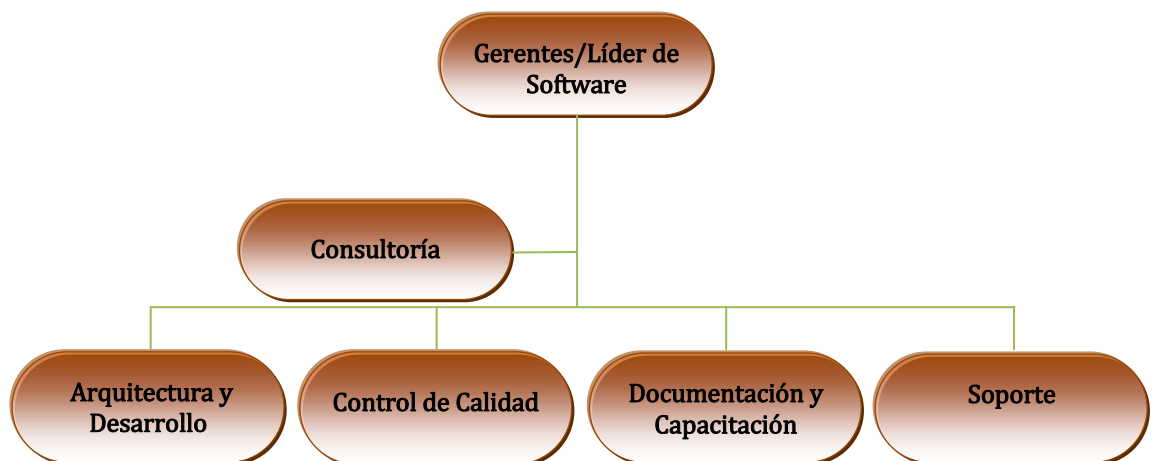 Gerentes/Líder de
Software
Consultoría
Arquitectura y
Desarrollo
Control de Calidad
Documentación y
Capacitación
Soporte